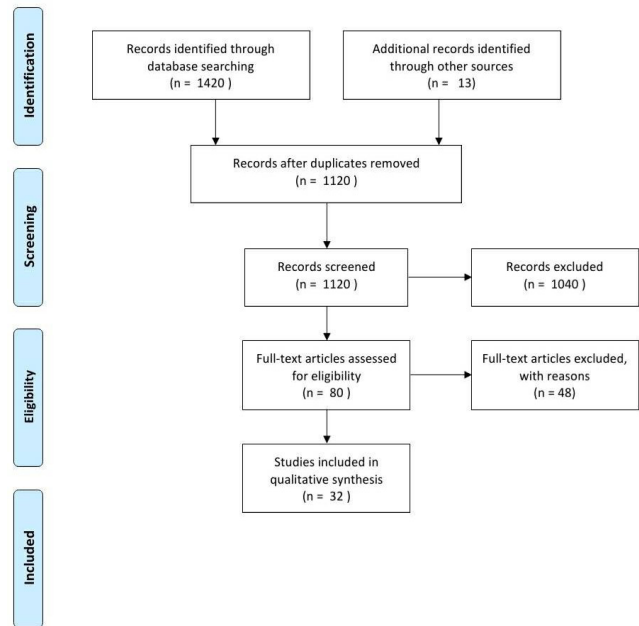 Identification
Records identified through
database searching
(n = 1420 )
Additional records identified
through other sources
(n = 13)
Records after duplicates removed
(n = 1120 )
Screening
Records screened
(n = 1120 )
Records excluded
(n = 1040 )
Eligibility
Full-text articles assessed
for eligibility
(n = 80 )
Full-text articles excluded,
with reasons
(n = 48)
Studies included in
qualitative synthesis
(n = 32 )
Included